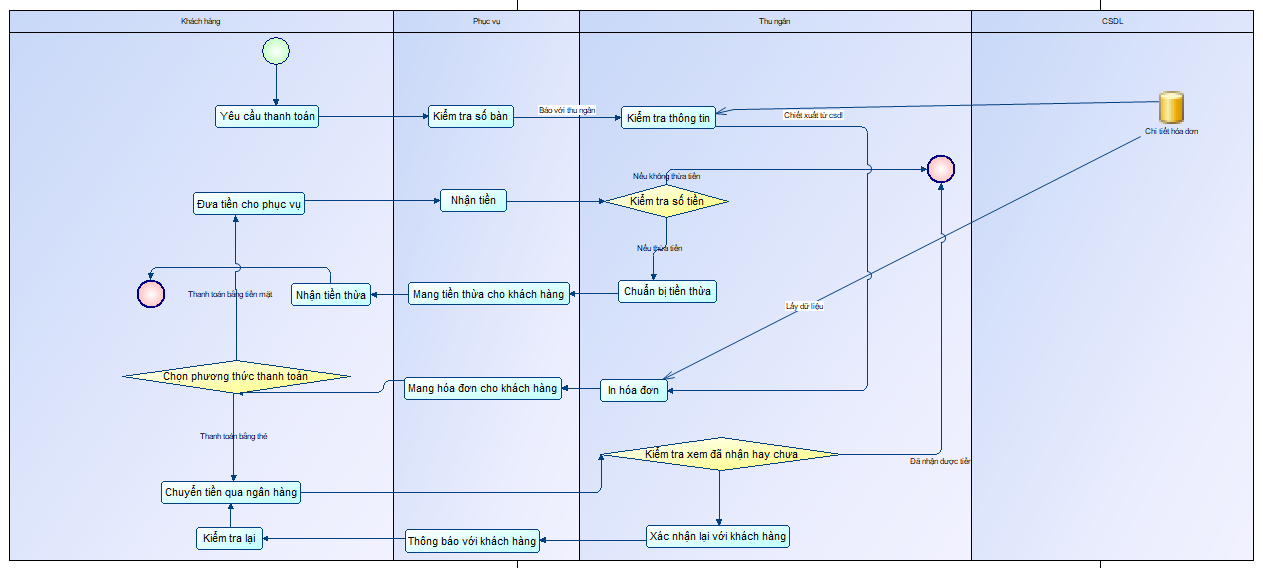 Khách hàng
Phục vụ
Thu ngân
CSDL
Yêu cầu thanh toán
Kiểm tra số bàn
Báo với thu ngân
Kiểm tra thông tin
Chiết xuất từ csdl
Chi tiết hóa đơn
Nếu không thừa tiền
Đưa tiền cho phục vụ
Nhận tiền
Kiểm tra số tiền
Nếu thừa tiền
Thanh toán bằng tiền mặt
Nhận tiền thừa
Mang tiền thừa cho khách hàng
Chuẩn bị tiền thừa
Lấy dữ liệu
Chọn phương thức thanh toán
Mang hóa đơn cho khách hàng
In hóa đơn
Thanh toán bằng thẻ
Kiểm tra xem đã nhận hay chưa
Đã nhận được tiền
Chuyển tiền qua ngân hàng
Kiểm tra lại
Thông báo với khách hàng
Xác nhận lại với khách hàng